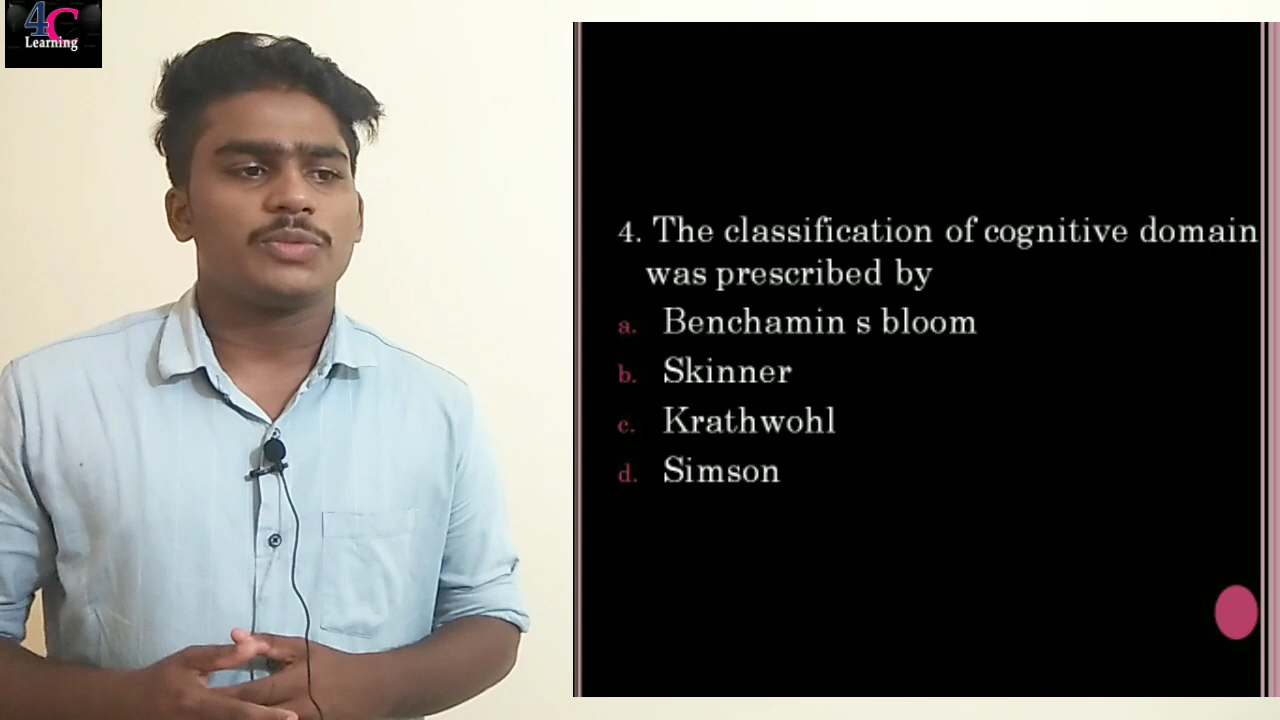 4C
Learning
4. The classification of cognitive domain
was prescribed by
a. Benchamin s bloom
b. Skinner
c. Krathwohl
d. Simson